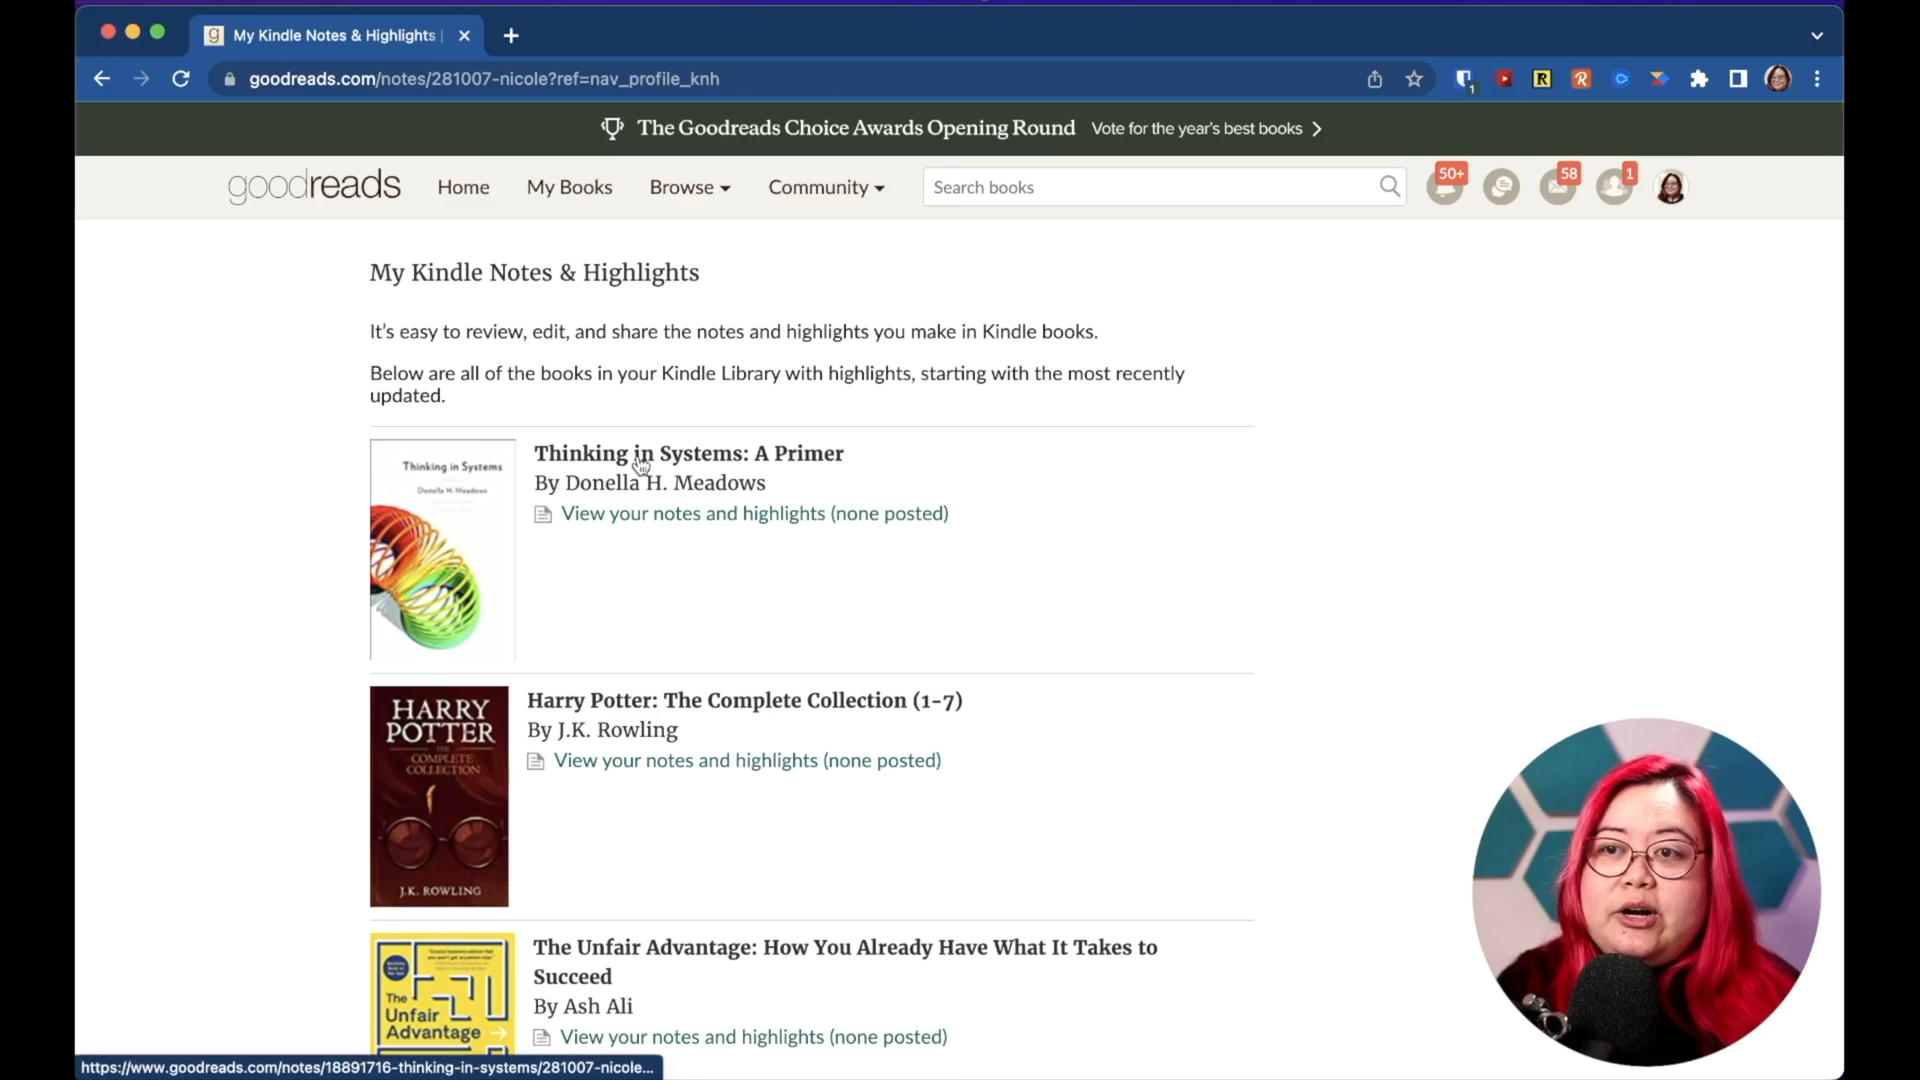 My Kindle Notes & Highlights |
goodreads.com/notes/281007-nicole?ref=nav_profile_knh
1
The Goodreads Choice Awards Opening Round Vote for the year's best books
goodreads Home My Books Browse Community Search books 50+ 58 1
My Kindle Notes & Highlights
It's easy to review, edit, and share the notes and highlights you make in Kindle books.
Below are all of the books in your Kindle Library with highlights, starting with the most recently
updated.
Thinking in Systems
Donella H. Meadows
Thinking in Systems: A Primer
By Donella H. Meadows
View your notes and highlights (none posted)
HARRY
POTTER
THE
COMPLETE
COLLECTION
J.K. ROWLING
Harry Potter: The Complete Collection (1-7)
By J.K. Rowling
View your notes and highlights (none posted)
The
Unfair
Advantage
The Unfair Advantage: How You Already Have What It Takes to
Succeed
By Ash Ali
View your notes and highlights (none posted)
https://www.goodreads.com/notes/18891716-thinking-in-systems/281007-nicole...